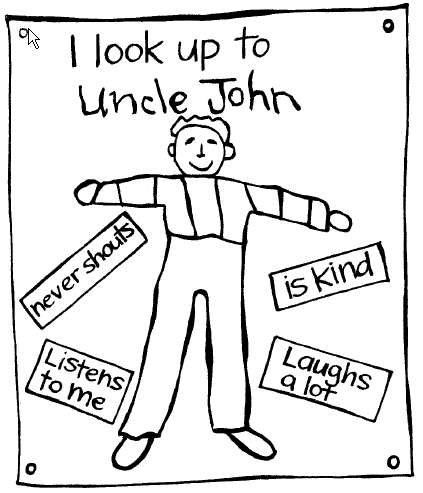 I look up to
Uncle John
never shouts
is kind
Listens
to me
Laughs
a lot